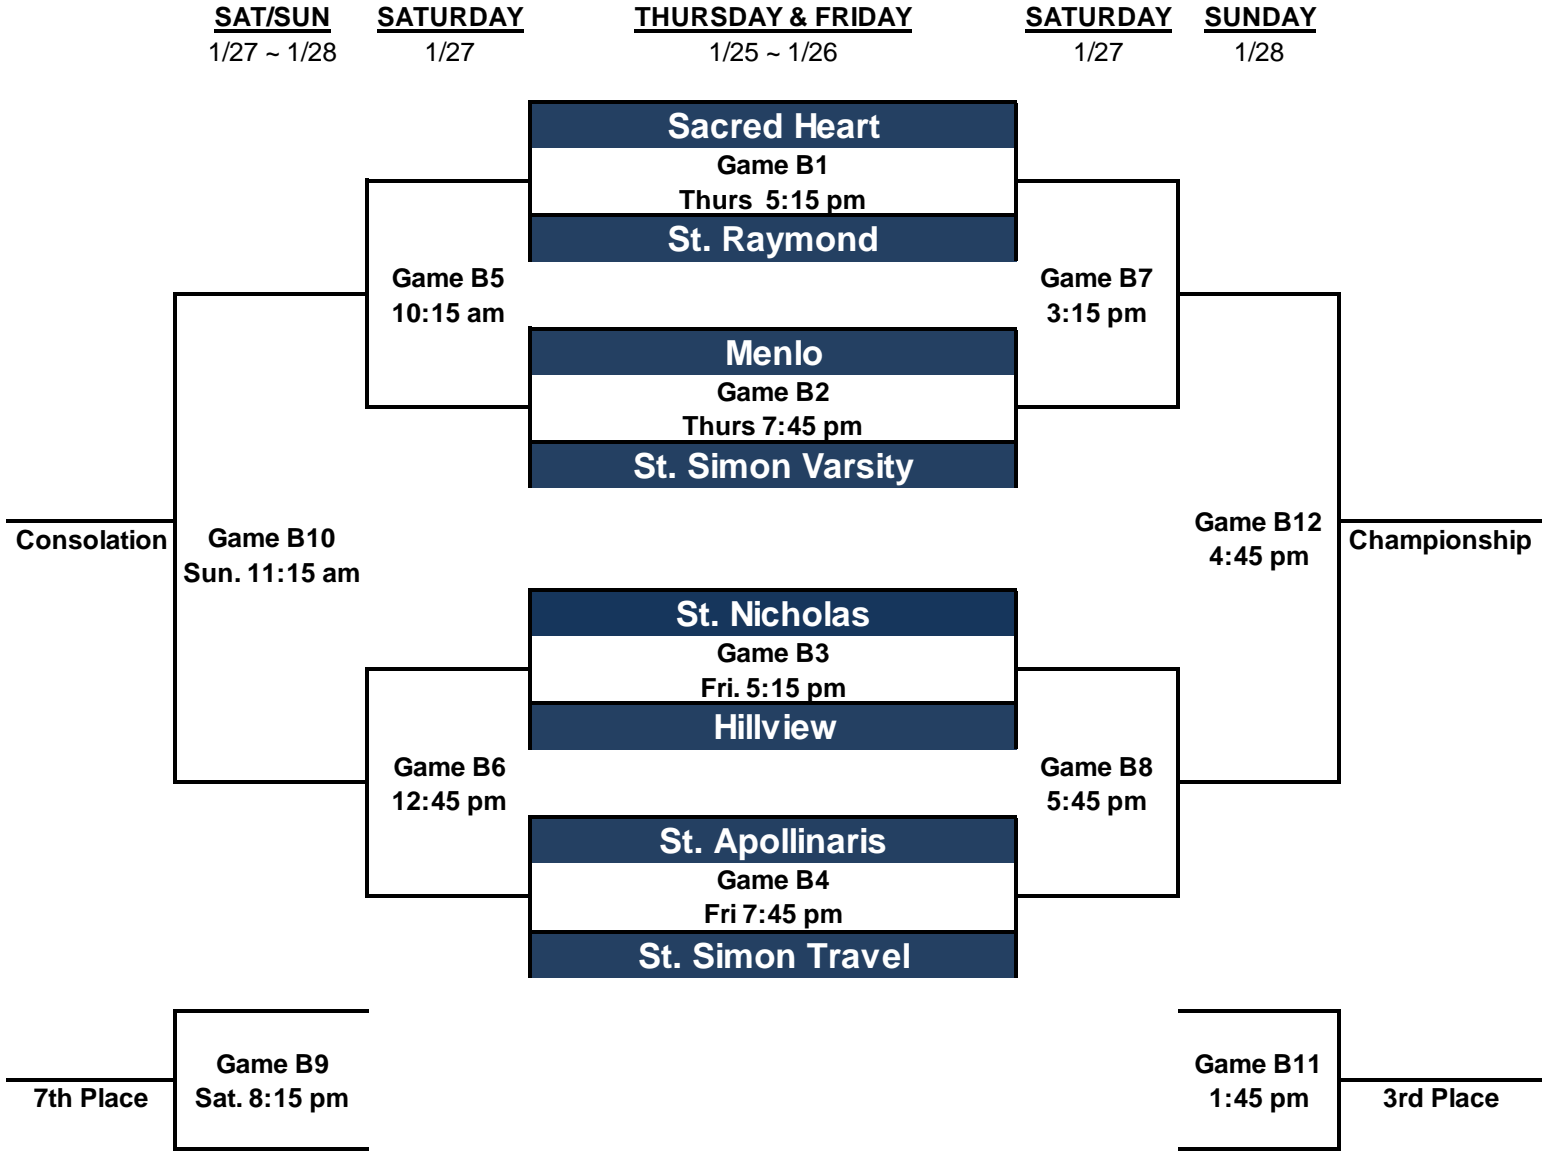 SAT/SUN SATURDAY THURSDAY & FRIDAY SATURDAY SUNDAY
1/27 ~ 1/28 1/27 1/25 ~ 1/26 1/27 1/28
Sacred Heart
Game B1
Thurs  5:15 pm
St. Raymond
Game B5 Game B7
10:15 am 3:15 pm
Menlo
Game B2
Thurs 7:45 pm
St. Simon Varsity
Game B12
Consolation Game B10 Championship
4:45 pm
Sun. 11:15 am
St. Nicholas
Game B3
Fri. 5:15 pm
Hillview
Game B6 Game B8
12:45 pm 5:45 pm
St. Apollinaris
Game B4
Fri 7:45 pm
St. Simon Travel
Game B9 Game B11
7th Place Sat. 8:15 pm 1:45 pm 3rd Place